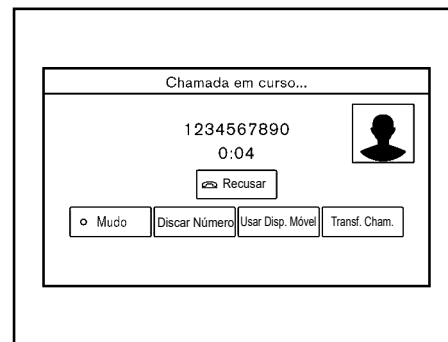 Chamada em curso...
1234567890
0:04
Recusar
Mudo Discar Número Usar Disp. Móvel Transf. Cham.